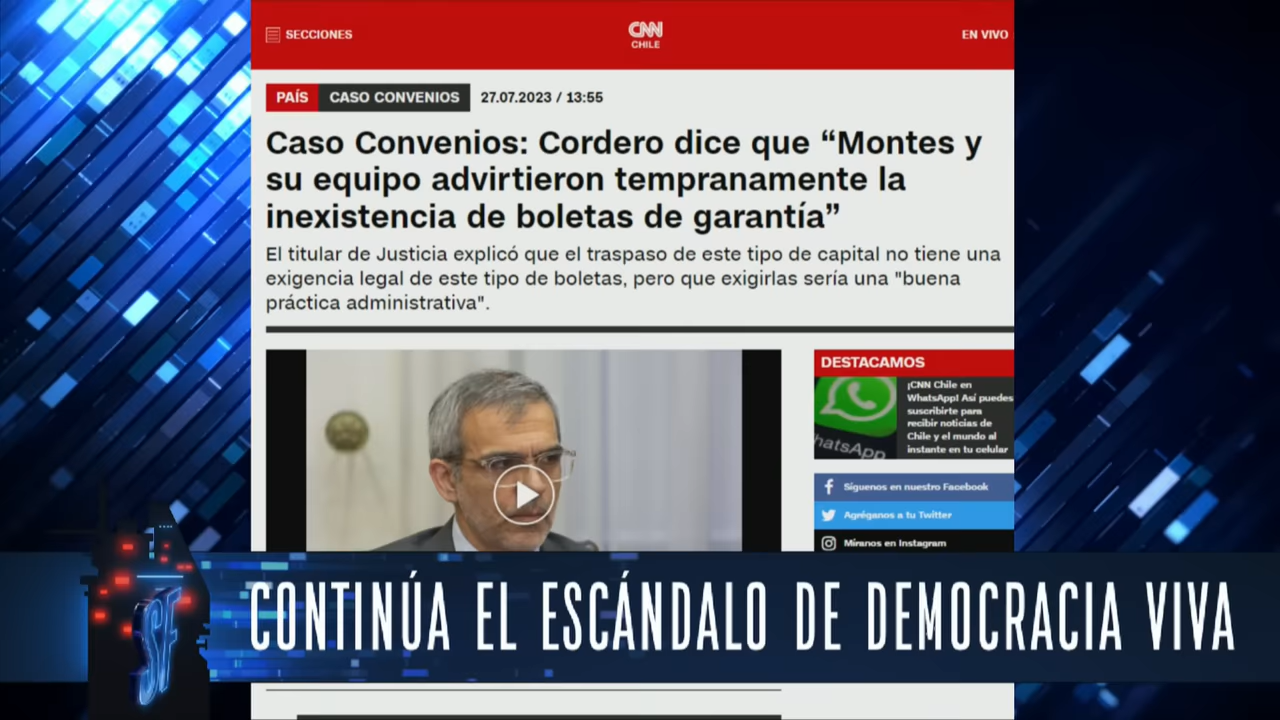 SECCIONES
CNN
CHILE
EN VIVO
PAÍS CASO CONVENIOS 27.07.2023 / 13:55
Caso Convenios: Cordero dice que “Montes y
su equipo advirtieron tempranamente la
inexistencia de boletas de garantía”
El titular de Justicia explicó que el traspaso de este tipo de capital no tiene una
exigencia legal de este tipo de boletas, pero que exigirlas sería una "buena
práctica administrativa".
DESTACAMOS
¡CNN Chile en
WhatsApp! Así puedes
suscribirte para
recibir noticias de
Chile y el mundo al
instante en tu celular
WhatsApp
Síguenos en nuestro Facebook
Agréganos a tu Twitter
Míranos en Instagram
SF
CONTINÚA EL ESCÁNDALO DE DEMOCRACIA VIVA